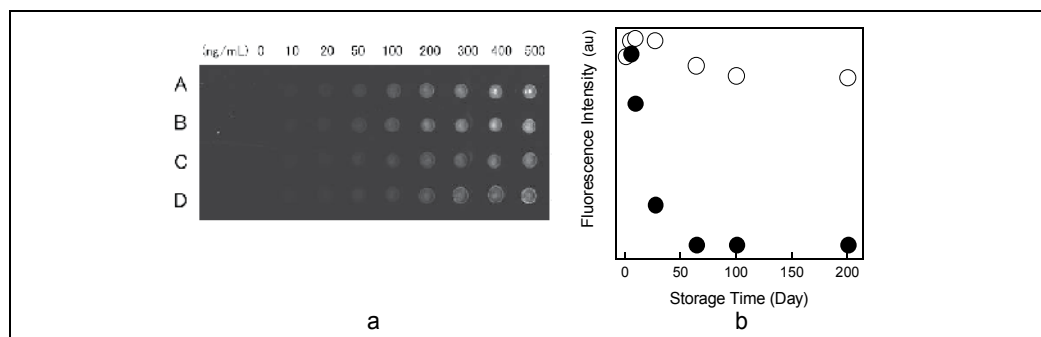 (ng/mL) 0 10 20 50 100 200 300 400 500
A
B
C
D
a
Fluorescence Intensity (au)
0 50 100 150 200
Storage Time (Day)
b